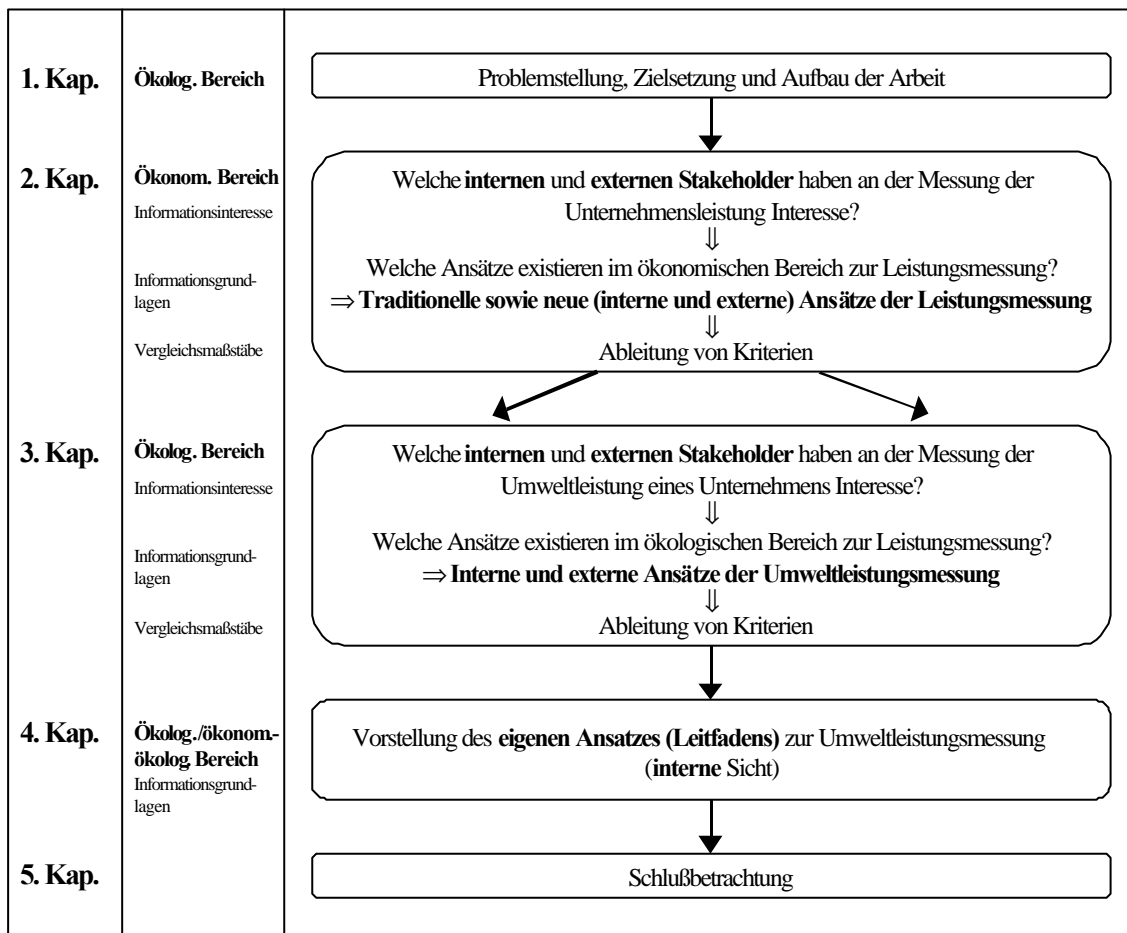 1. Kap.
Ökolog. Bereich
Problemstellung, Zielsetzung und Aufbau der Arbeit
2. Kap.
Ökonom. Bereich
Informationsinteresse
Informationsgrund-
lagen
Vergleichsmaßstäbe
Welche internen und externen Stakeholder haben an der Messung der
Unternehmensleistung Interesse?
⇓
Welche Ansätze existieren im ökonomischen Bereich zur Leistungsmessung?
⇒ Traditionelle sowie neue (interne und externe) Ansätze der Leistungsmessung
⇓
Ableitung von Kriterien
3. Kap.
Ökolog. Bereich
Informationsinteresse
Informationsgrund-
lagen
Vergleichsmaßstäbe
Welche internen und externen Stakeholder haben an der Messung der
Umweltleistung eines Unternehmens Interesse?
⇓
Welche Ansätze existieren im ökologischen Bereich zur Leistungsmessung?
⇒ Interne und externe Ansätze der Umweltleistungsmessung
⇓
Ableitung von Kriterien
4. Kap.
Ökolog./ökonom.-
ökolog. Bereich
Informationsgrund-
lagen
Vorstellung des eigenen Ansatzes (Leitfadens) zur Umweltleistungsmessung
(interne Sicht)
5. Kap.
Schlußbetrachtung